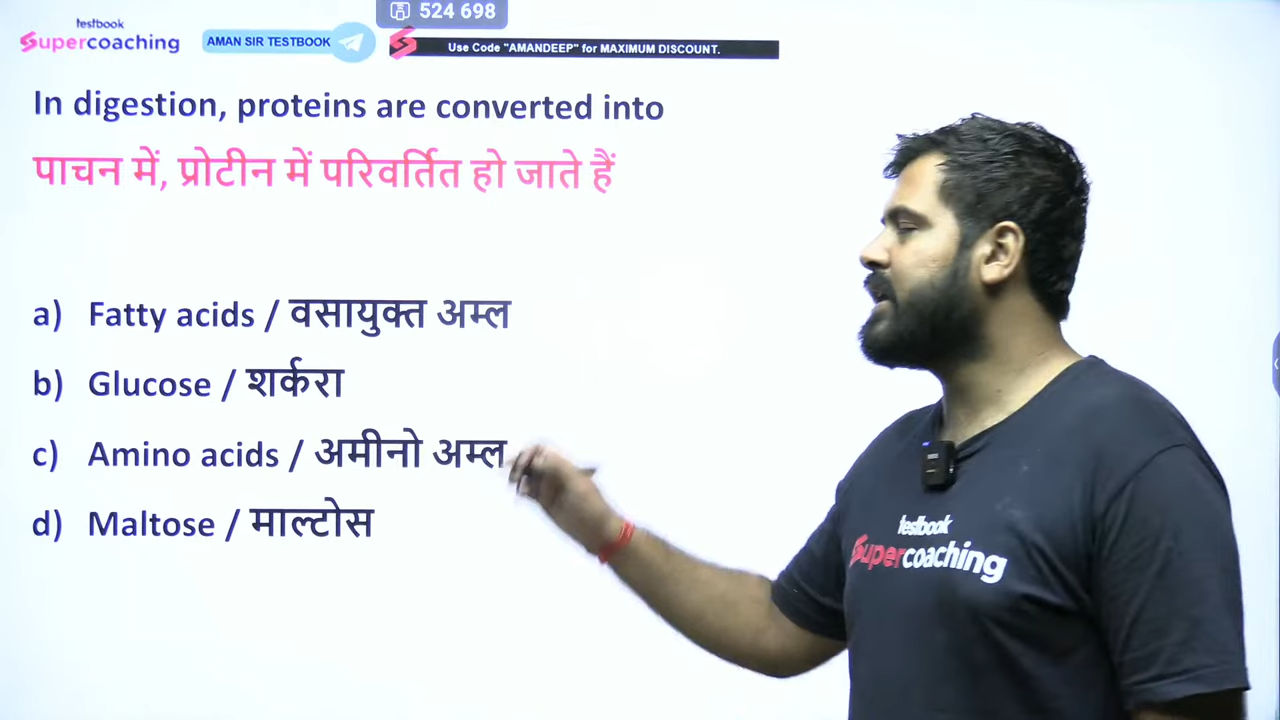 testbook
Supercoaching
AMAN SIR TESTBOOK
524 698
Use Code "AMANDEEP" for MAXIMUM DISCOUNT.
In digestion, proteins are converted into
पाचन में, प्रोटीन में परिवर्तित हो जाते हैं
a) Fatty acids / वसायुक्त अम्ल
b) Glucose / शर्करा
c) Amino acids / अमीनो अम्ल
d) Maltose / माल्टोस
testbook
Supercoaching